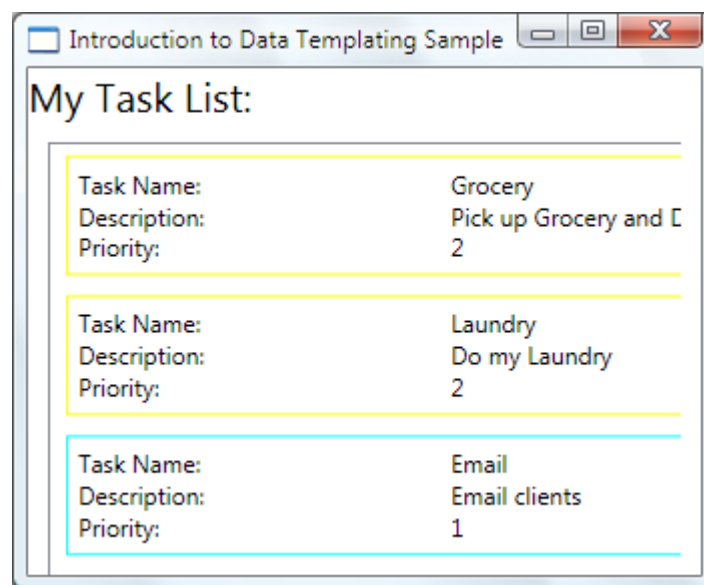 Introduction to Data Templating Sample
My Task List:
Task Name: Grocery
Description: Pick up Grocery and
Priority: 2
Task Name: Laundry
Description: Do my Laundry
Priority: 2
Task Name: Email
Description: Email clients
Priority: 1